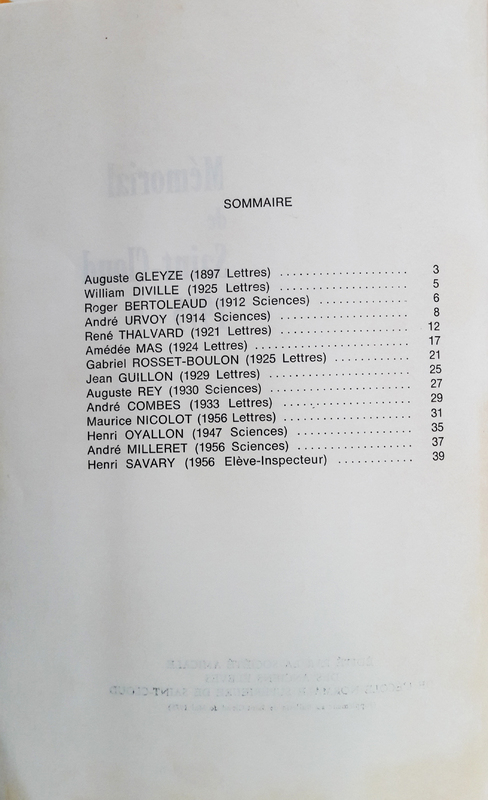 SOMMAIRE
Auguste GLEYZE (1897 Lettres) .................... 3
William DIVILLE (1925 Lettres) .................... 5
Roger BERTOLEAUD (1912 Sciences) .............. 6
André URVOY (1914 Sciences) .................... 8
René THALVARD (1921 Lettres) .................... 12
Amédée MAS (1924 Lettres) ........................ 17
Gabriel ROSSET-BOULON (1925 Lettres) ............ 21
Jean GUILLON (1929 Lettres) ...................... 25
Auguste REY (1930 Sciences) ...................... 27
André COMBES (1933 Lettres) .................... 29
Maurice NICOLOT (1956 Lettres) .................... 31
Henri OYALLON (1947 Sciences) .................. 35
André MILLERET (1956 Sciences) .................. 37
Henri SAVARY (1956 Elève-Inspecteur) ............ 39